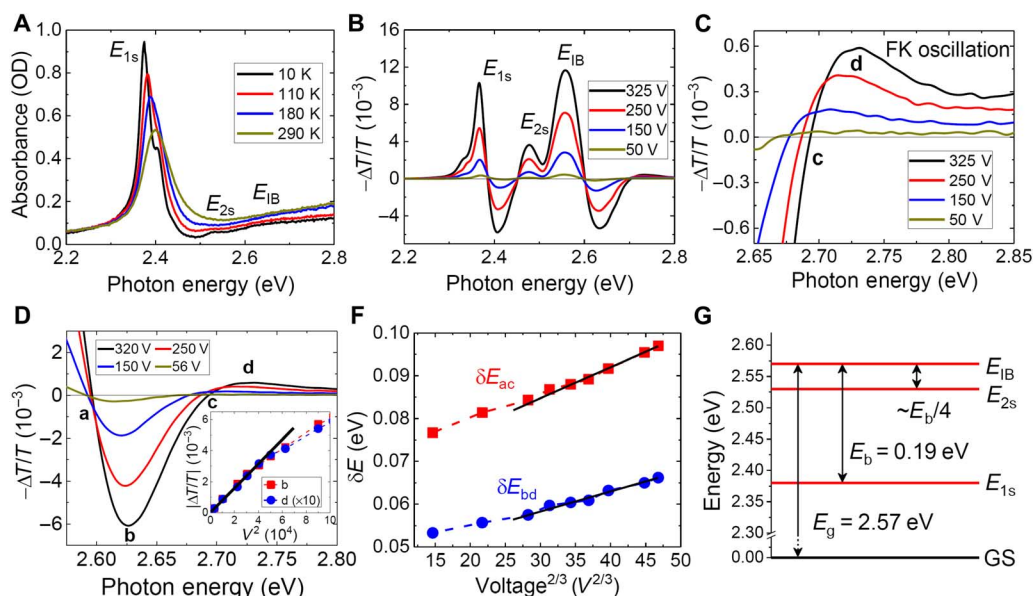 A
Absorbance (OD)
1.0
0.8
0.6
0.4
0.2
0.0
2.2 2.4 2.6 2.8
Photon energy (eV)
E1s
E2s
EIB
10 K
110 K
180 K
290 K
B
−ΔT/T (10−3)
12
8
4
0
−4
2.2 2.4 2.6 2.8
Photon energy (eV)
E1s
E2s
EIB
325 V
250 V
150 V
50 V
C
−ΔT/T (10−3)
0.6
0.3
0.0
−0.3
−0.6
2.65 2.70 2.75 2.80 2.85
Photon energy (eV)
FK oscillation
d
c
325 V
250 V
150 V
50 V
D
−ΔT/T (10−3)
2
0
−2
−4
−6
2.60 2.65 2.70 2.75 2.80
Photon energy (eV)
320 V 250 V
150 V 56 V
a
b
c
d
|ΔT/T| (10−3)
6
4
2
0
0 2 4 6 8 10
V2 (104)
b
d (×10)
F
δE (eV)
0.10
0.09
0.08
0.07
0.06
0.05
10 15 20 25 30 35 40 45 50
Voltage2/3 (V2/3)
δEac
δEbd
G
Energy (eV)
2.60
2.55
2.50
2.45
2.40
2.35
2.30
0.00
EIB
E2s
~Eb/4
Eb = 0.19 eV
E1s
Eg = 2.57 eV
GS